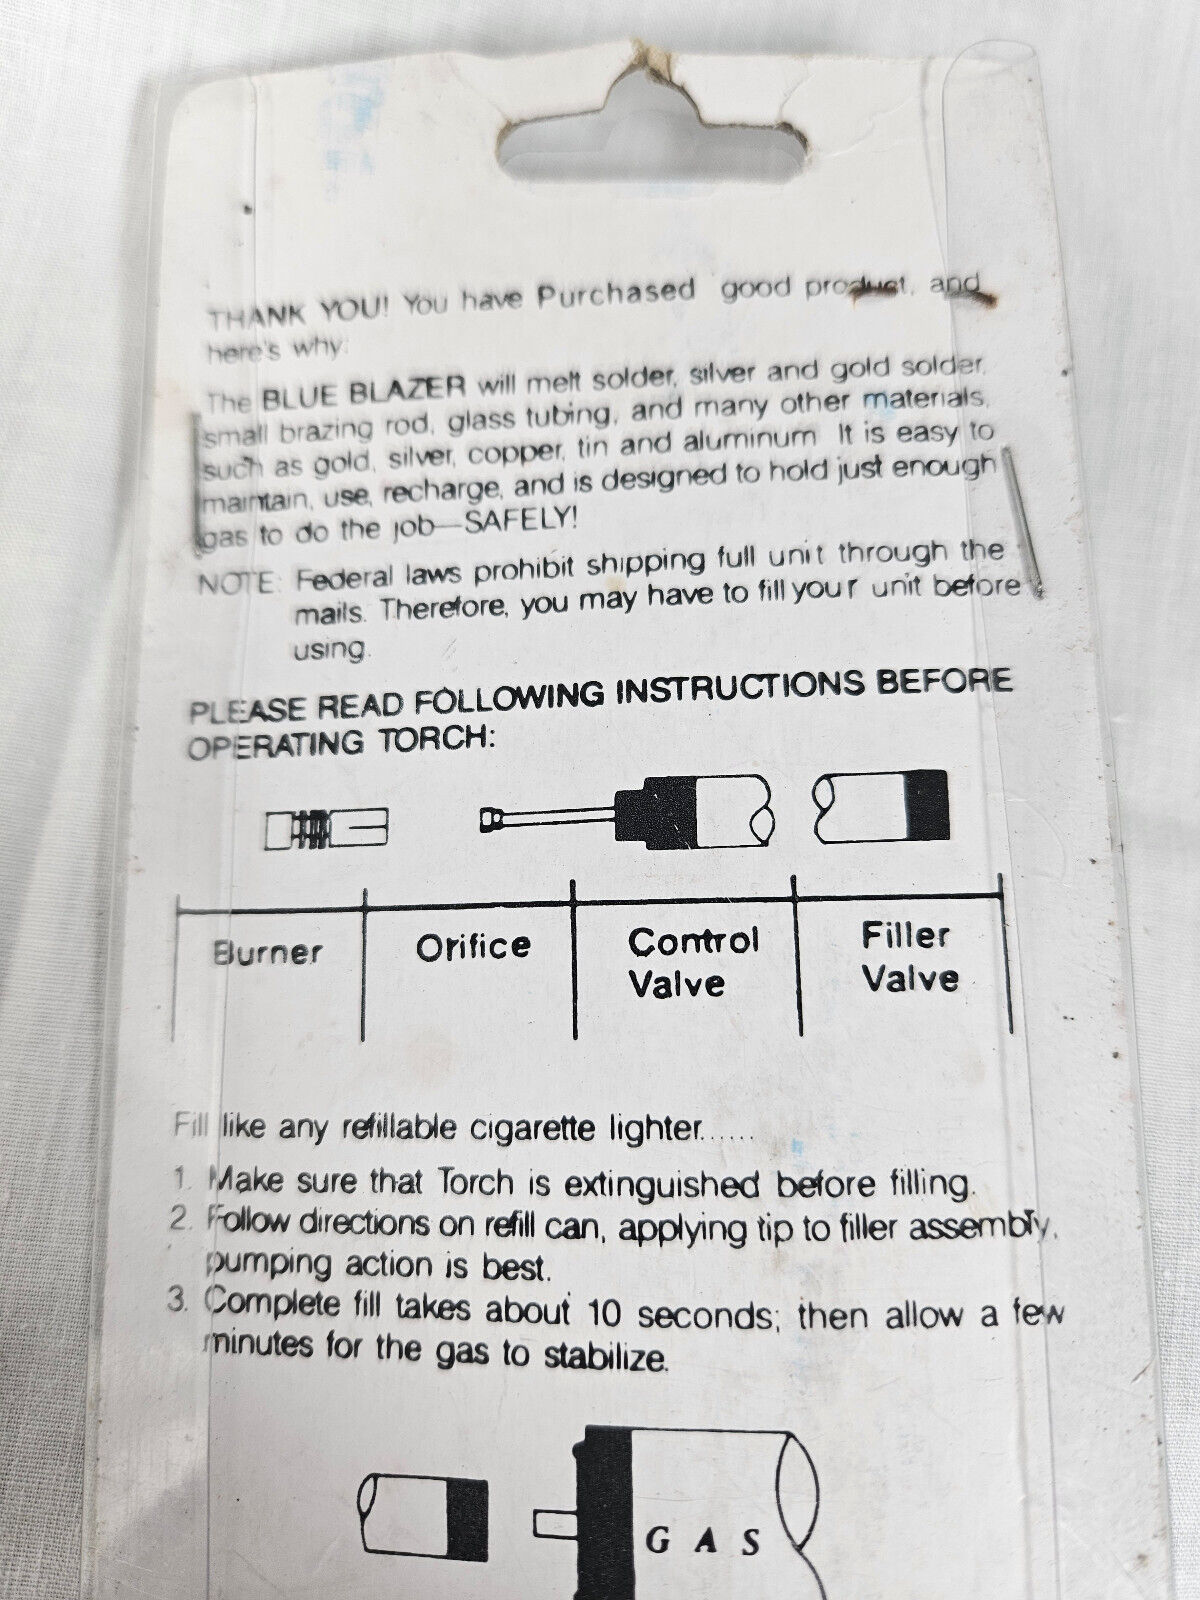 THANK YOU! You have Purchased good product, and
here's why:
The BLUE BLAZER will melt solder, silver and gold solder,
small brazing rod, glass tubing, and many other materials,
such as gold, silver, copper, tin and aluminum. It is easy to
maintain, use, recharge, and is designed to hold just enough
gas to do the job—SAFELY!
NOTE: Federal laws prohibit shipping full unit through the
mails. Therefore, you may have to fill your unit before
using.
PLEASE READ FOLLOWING INSTRUCTIONS BEFORE
OPERATING TORCH:
Burner Orifice Control Valve Filler Valve
Fill like any refillable cigarette lighter......
1. Make sure that Torch is extinguished before filling.
2. Follow directions on refill can, applying tip to filler assembly,
pumping action is best.
3. Complete fill takes about 10 seconds; then allow a few
minutes for the gas to stabilize.
GAS